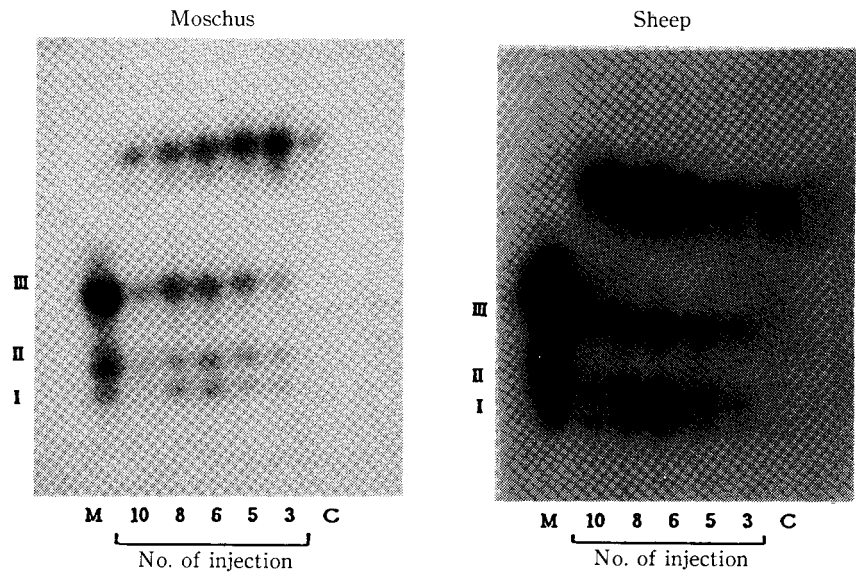 Moschus
III
II
I
M 10 8 6 5 3 C
No. of injection
Sheep
III
II
I
M 10 8 6 5 3 C
No. of injection